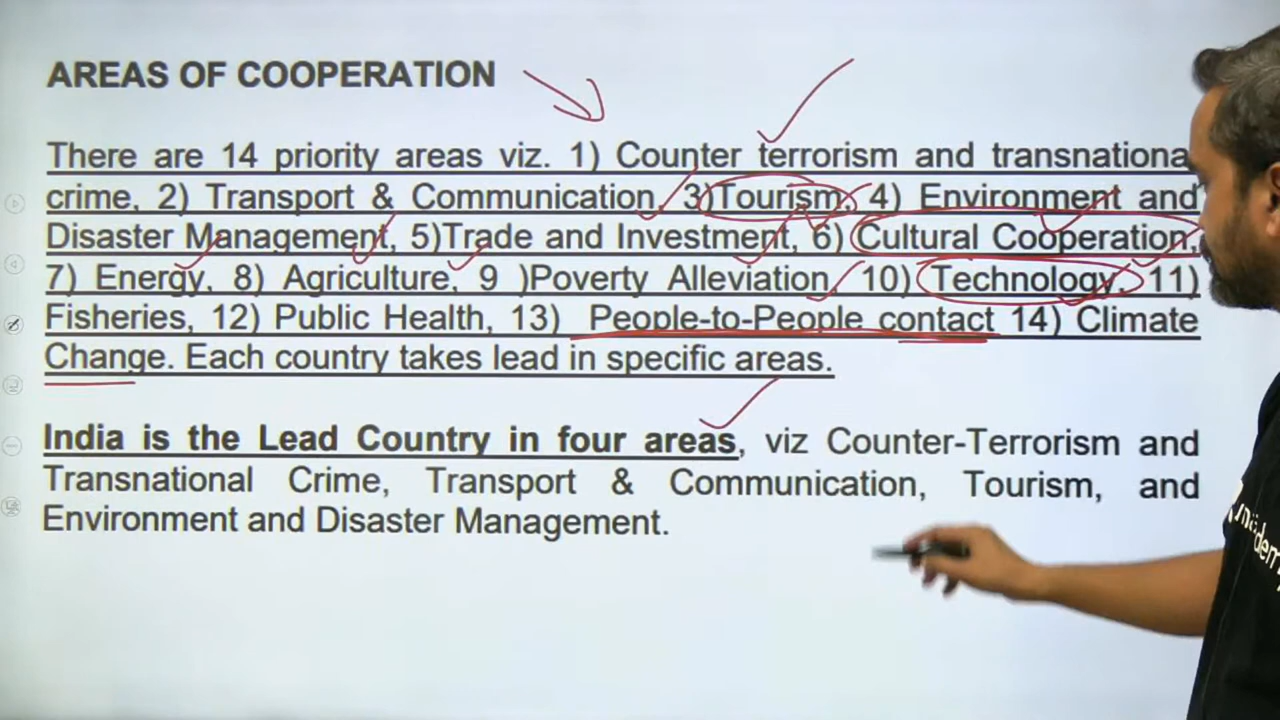 AREAS OF COOPERATION
There are 14 priority areas viz. 1) Counter terrorism and transnationa
crime, 2) Transport & Communication, 3)Tourism, 4) Environment and
Disaster Management, 5)Trade and Investment, 6) Cultural Cooperation,
7) Energy, 8) Agriculture, 9 )Poverty Alleviation, 10) Technology, 11)
Fisheries, 12) Public Health, 13) People-to-People contact 14) Climate
Change. Each country takes lead in specific areas.
India is the Lead Country in four areas, viz Counter-Terrorism and
Transnational Crime, Transport & Communication, Tourism, and
Environment and Disaster Management.